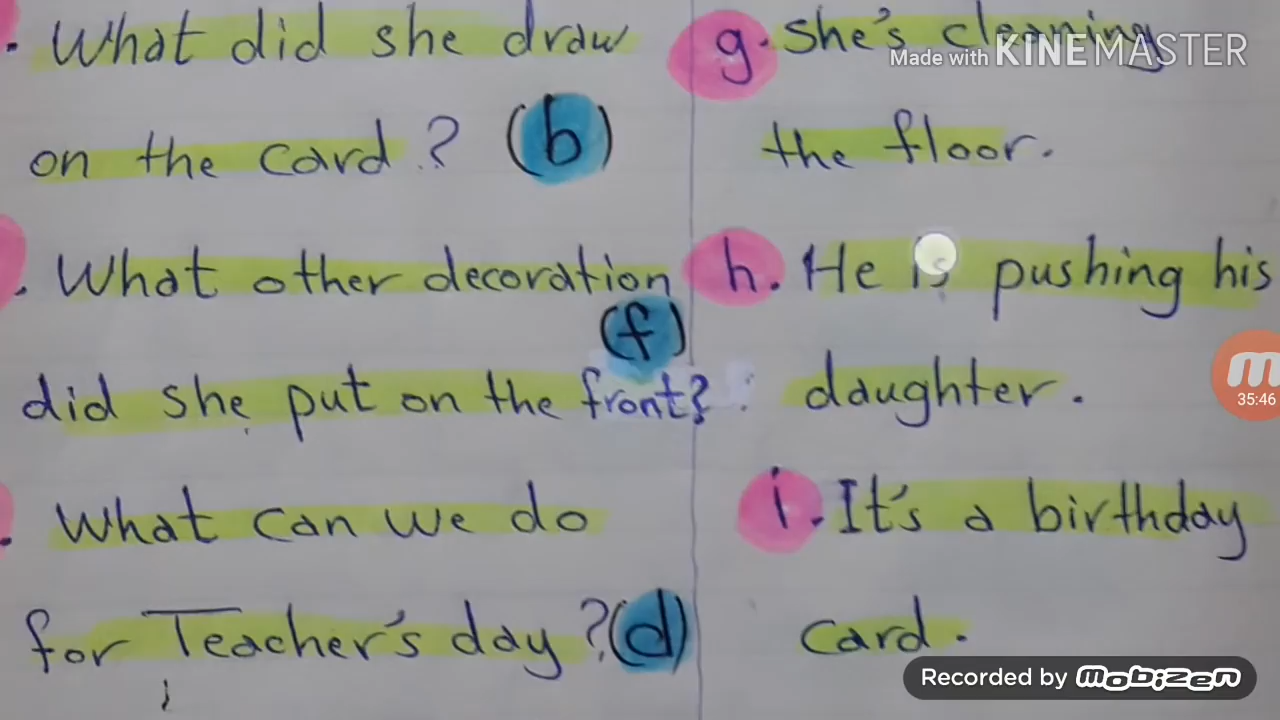 . What did she draw
on the card? (b)
. What other decoration
(f)
did she put on the front?
. What can we do
for Teacher's day? (d)
g. She's cleaning
the floor.
h. He is pushing his
daughter.
i. It's a birthday
card.
Made with KINEMASTER
35:46
Recorded by MOBIZEN